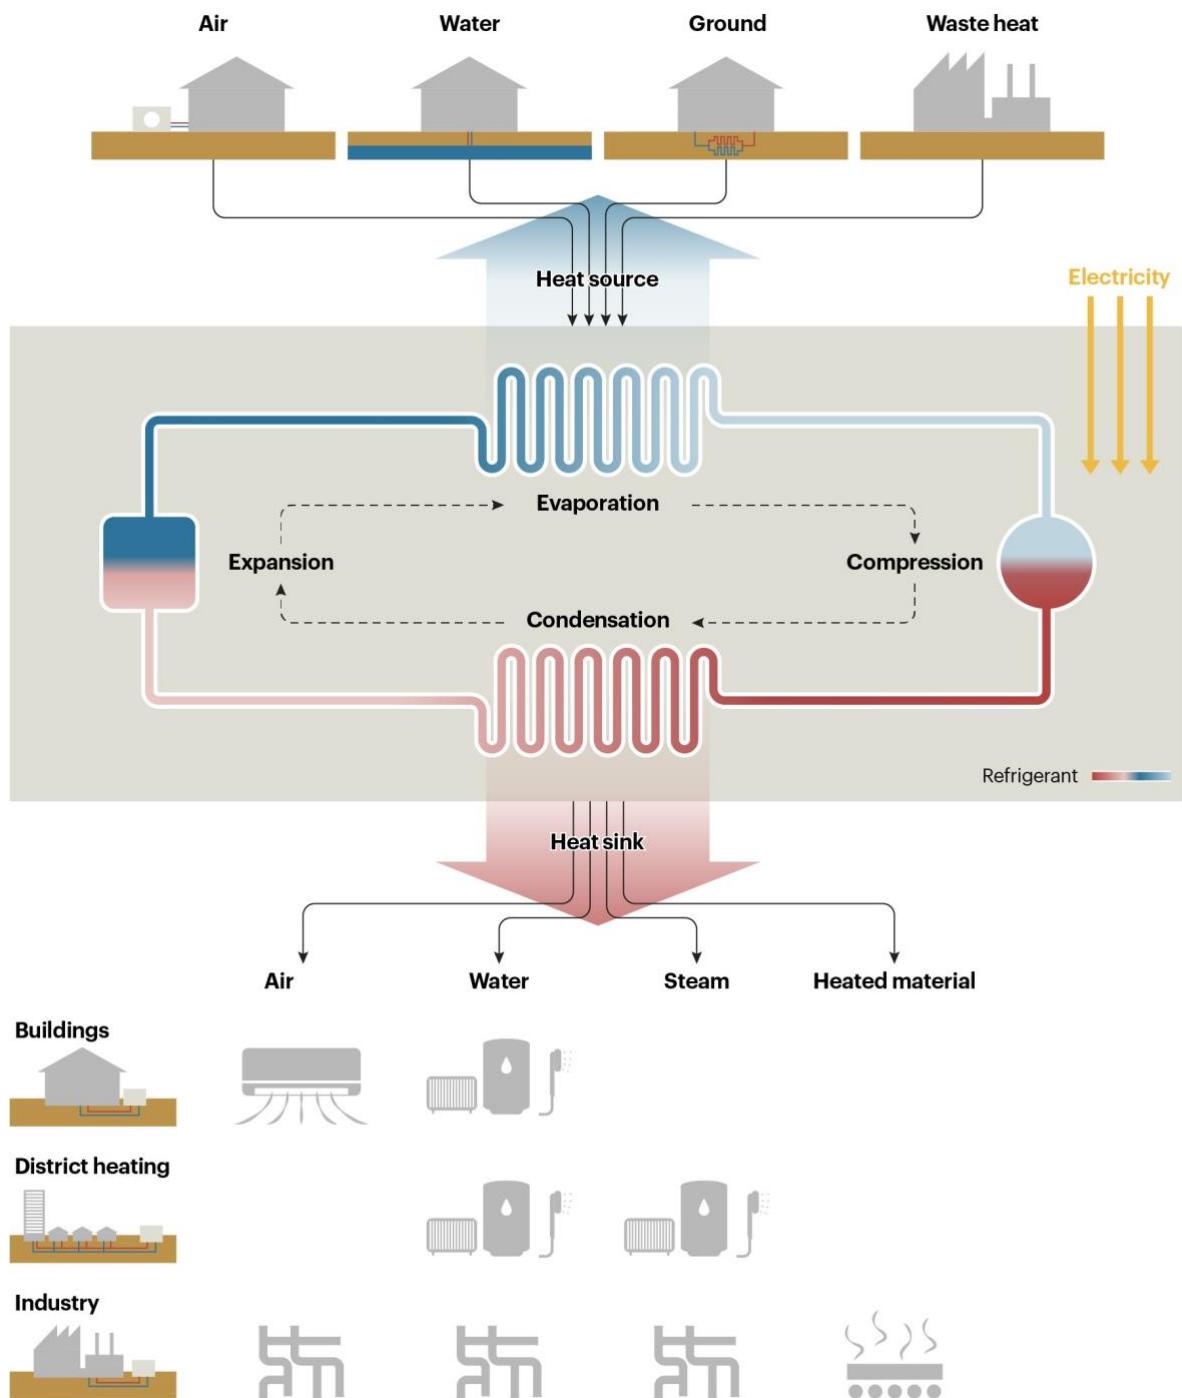 Air
Water
Ground
Waste heat
Heat source
Electricity
Evaporation
Expansion
Compression
Condensation
Refrigerant
Heat sink
Air
Water
Steam
Heated material
Buildings
District heating
Industry